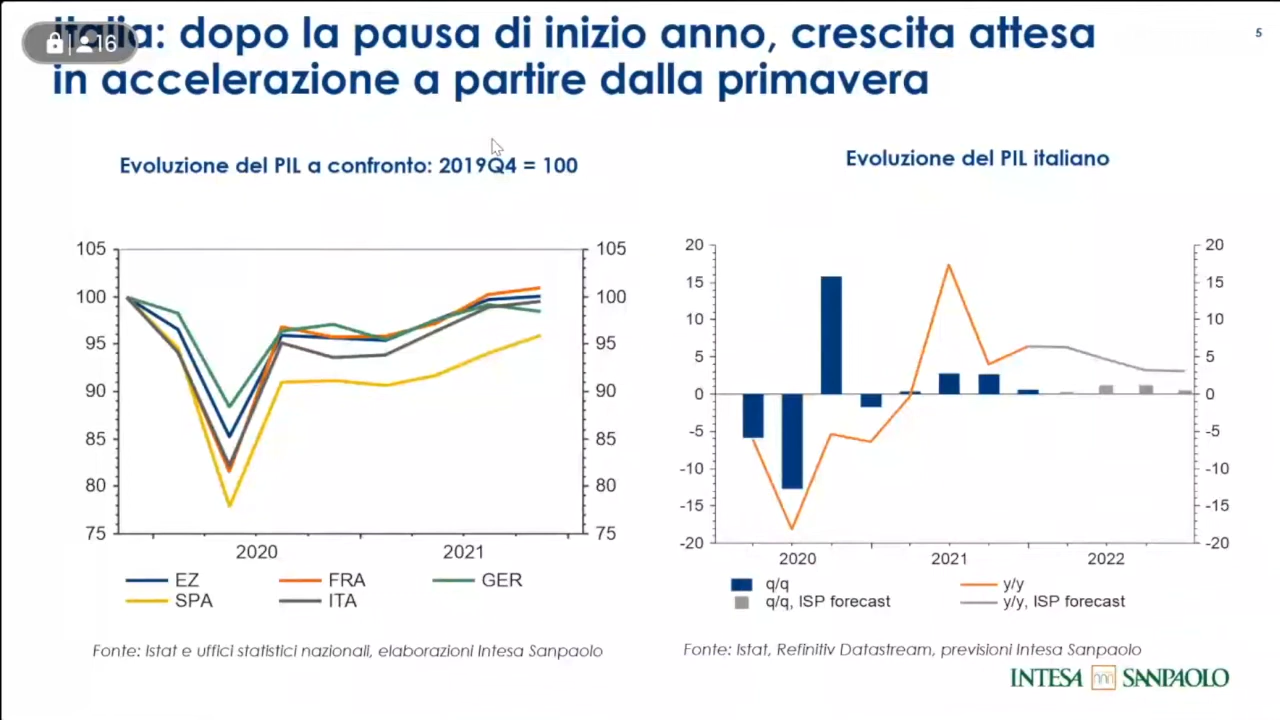 Italia: dopo la pausa di inizio anno, crescita attesa
in accelerazione a partire dalla primavera
16
5
Evoluzione del PIL a confronto: 2019Q4 = 100
105
105
100
100
95
95
90
90
85
85
80
80
75
75
2020
2021
EZ
FRA
GER
SPA
ITA
Fonte: Istat e uffici statistici nazionali, elaborazioni Intesa Sanpaolo
Evoluzione del PIL italiano
20
20
15
15
10
10
5
5
0
0
-5
-5
-10
-10
-15
-15
-20
-20
2020
2021
2022
q/q
y/y
q/q, ISP forecast
y/y, ISP forecast
Fonte: Istat, Refinitiv Datastream, previsioni Intesa Sanpaolo
INTESA SANPAOLO